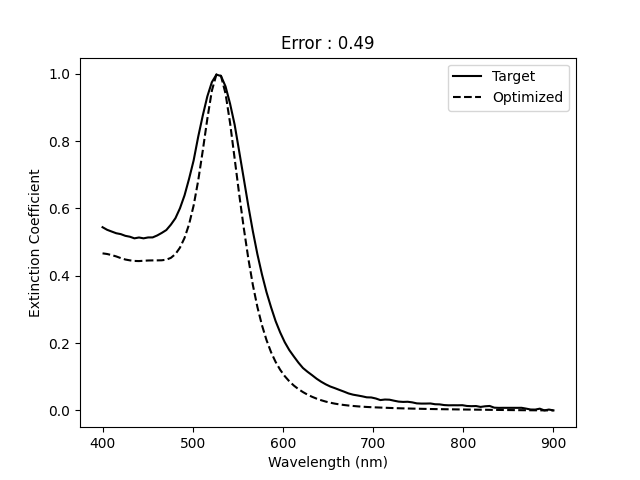 Error : 0.49
Target
Optimized
Extinction Coefficient
1.0
0.8
0.6
0.4
0.2
0.0
400 500 600 700 800 900
Wavelength (nm)